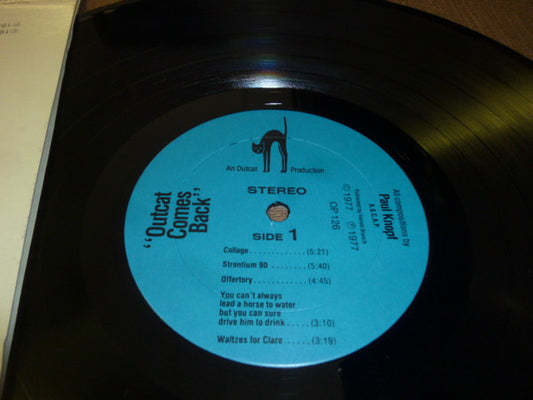 An Outcat Production
STEREO
SIDE 1
"Outcat
Comes
Back"
All compositions by
Paul Knopf
A.S.C.A.P.
©1977 ℗1977
OP 126
Collage . . . . . . . . . . . . . (5:21)
Strontium 90 . . . . . . . . . (5:40)
Offertory . . . . . . . . . . . . (4:45)
You can't always
lead a horse to water
but you can sure
drive him to drink . . . . . (3:10)
Waltzes for Clare . . . . . . (3:19)